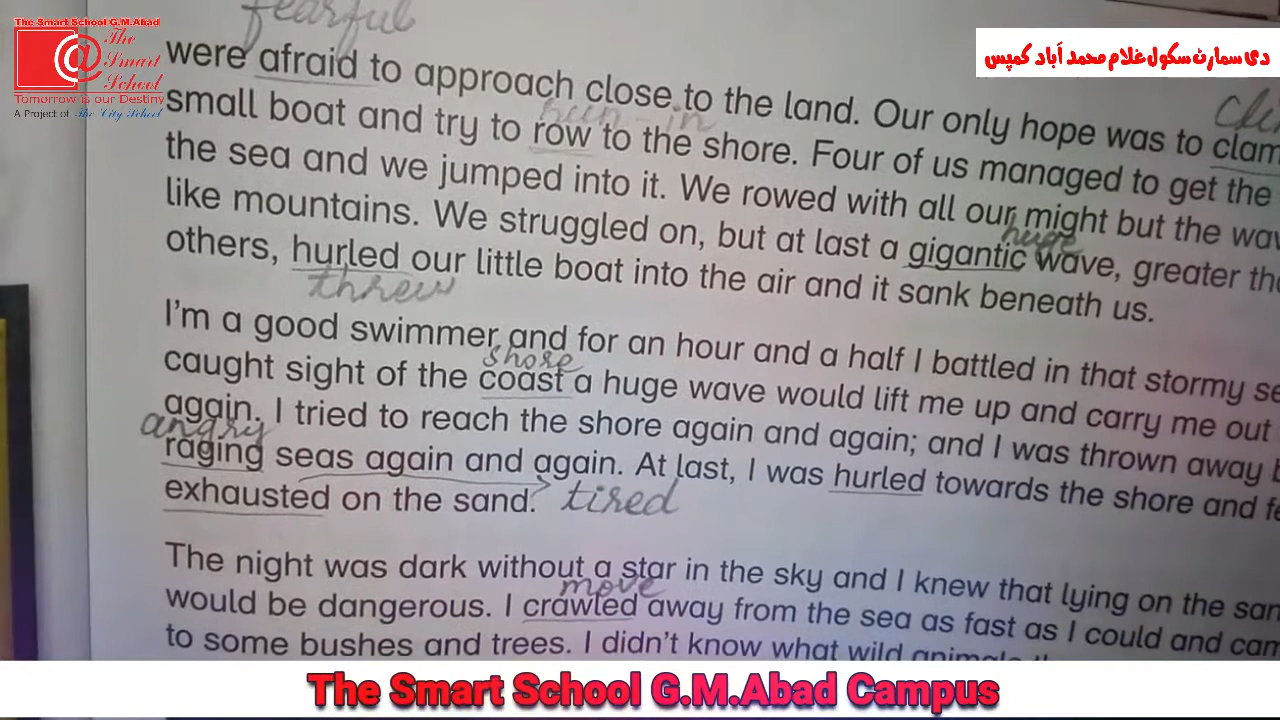 The Smart School G.M.Abad
The
Smart
School
Tomorrow is our Destiny
A Project of The City School
دی سمارٹ سکول غلام محمد آباد کیمپس
fearful
were afraid to approach close to the land. Our only hope was to clam
small boat and try to row to the shore. Four of us managed to get the
the sea and we jumped into it. We rowed with all our might but the wav
huge
like mountains. We struggled on, but at last a gigantic wave, greater tha
others, hurled our little boat into the air and it sank beneath us.
threw
I'm a good swimmer and for an hour and a half I battled in that stormy se
shore
caught sight of the coast a huge wave would lift me up and carry me out
again. I tried to reach the shore again and again; and I was thrown away b
angry
raging seas again and again. At last, I was hurled towards the shore and fe
exhausted on the sand. tired
The night was dark without a star in the sky and I knew that lying on the san
move
would be dangerous. I crawled away from the sea as fast as I could and cam
to some bushes and trees. I didn't know what wild animals
The Smart School G.M.Abad Campus